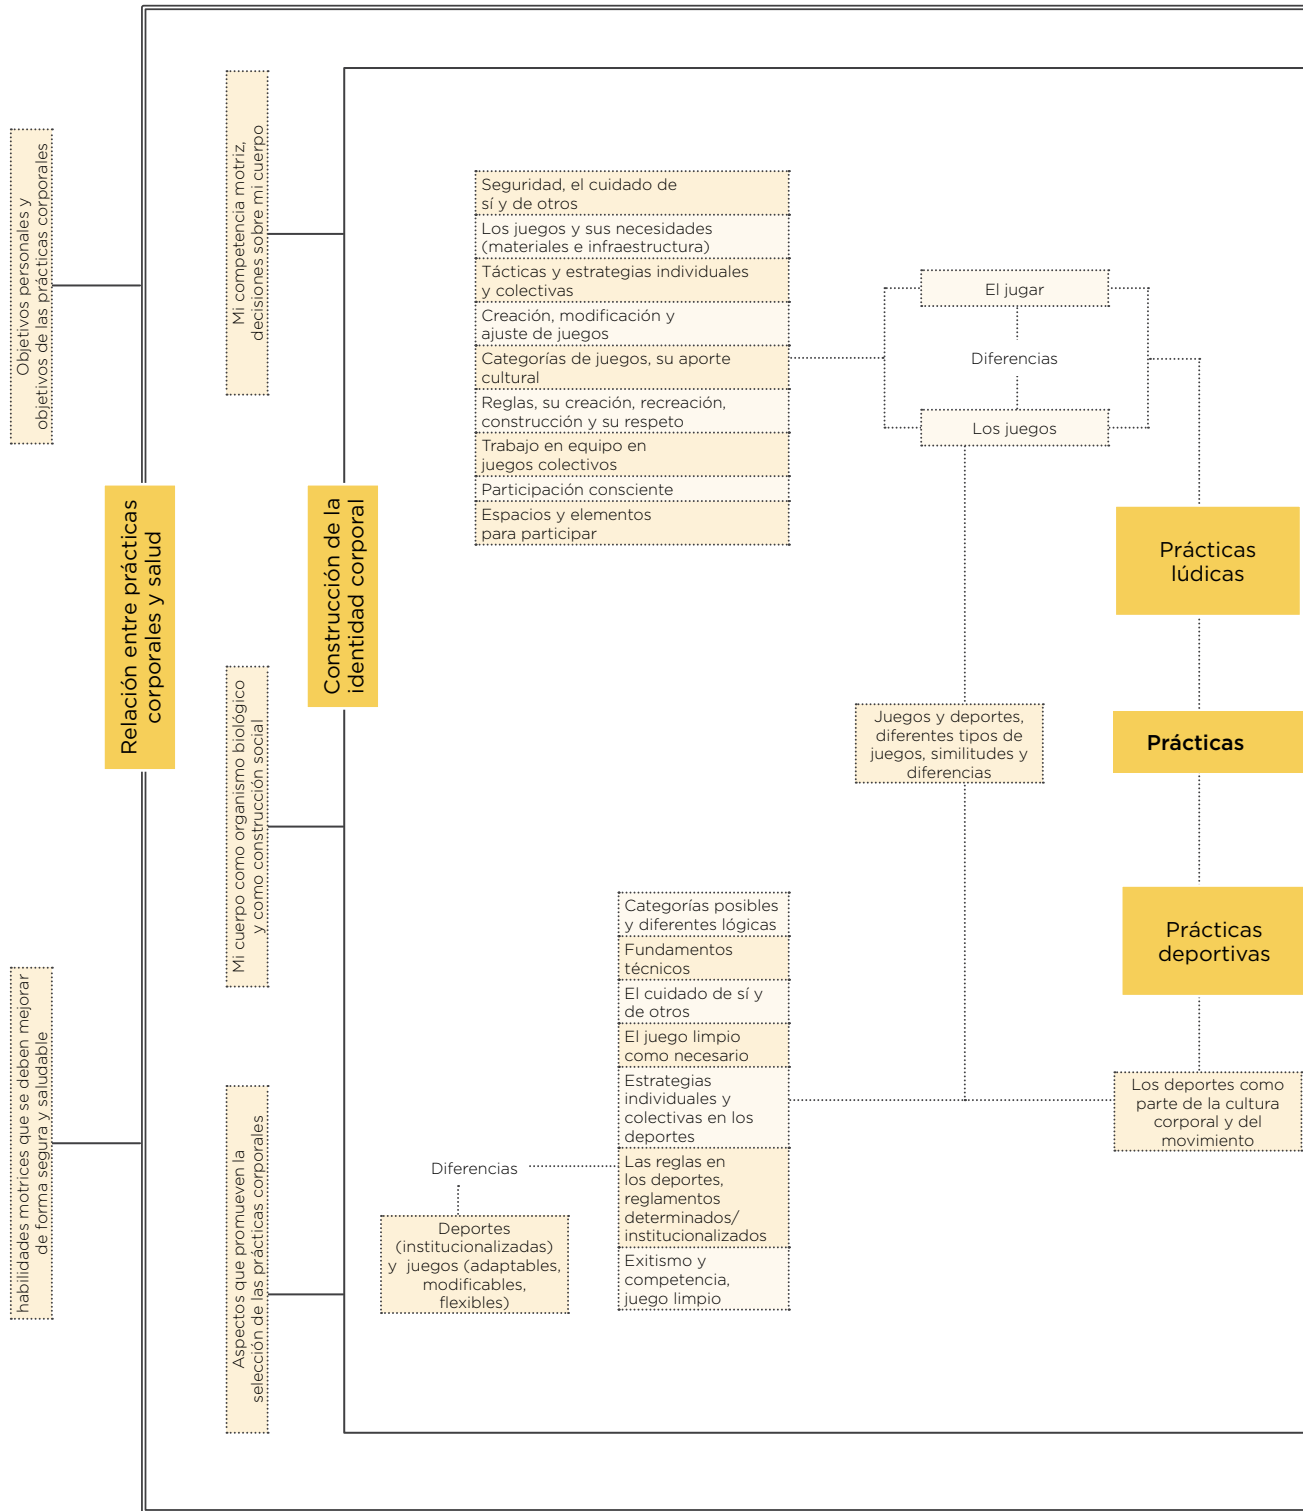 Objetivos personales y
objetivos de las prácticas corporales
Relación entre prácticas
corporales y salud
habilidades motrices que se deben mejorar
de forma segura y saludable
Mi competencia motriz,
decisiones sobre mi cuerpo
Mi cuerpo como organismo biológico
y como construcción social
Aspectos que promueven la
selección de las prácticas corporales
Construcción de la
identidad corporal
Seguridad, el cuidado de
sí y de otros
Los juegos y sus necesidades
(materiales e infraestructura)
Tácticas y estrategias individuales
y colectivas
Creación, modificación y
ajuste de juegos
Categorías de juegos, su aporte
cultural
Reglas, su creación, recreación,
construcción y su respeto
Trabajo en equipo en
juegos colectivos
Participación consciente
Espacios y elementos
para participar
El jugar
Diferencias
Los juegos
Prácticas
lúdicas
Juegos y deportes,
diferentes tipos de
juegos, similitudes y
diferencias
Prácticas
Prácticas
deportivas
Categorías posibles
y diferentes lógicas
Fundamentos
técnicos
El cuidado de sí y
de otros
El juego limpio
como necesario
Estrategias
individuales y
colectivas en los
deportes
Las reglas en
los deportes,
reglamentos
determinados/
institucionalizados
Exitismo y
competencia,
juego limpio
Los deportes como
parte de la cultura
corporal y del
movimiento
Diferencias
Deportes
(institucionalizadas)
y juegos (adaptables,
modificables,
flexibles)